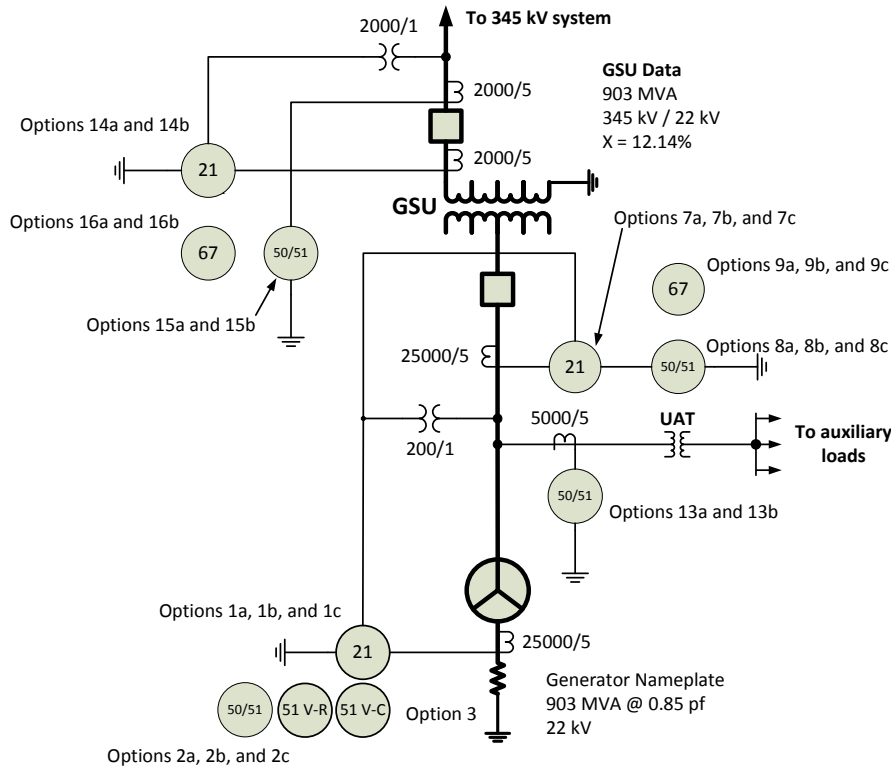 2000/1
To 345 kV system
GSU Data
903 MVA
345 kV / 22 kV
X = 12.14%
2000/5
Options 14a and 14b
2000/5
21
GSU
Options 16a and 16b
67
50/51
Options 7a, 7b, and 7c
Options 9a, 9b, and 9c
67
Options 15a and 15b
25000/5
21
50/51
Options 8a, 8b, and 8c
200/1
5000/5
UAT
To auxiliary
loads
50/51
Options 13a and 13b
Options 1a, 1b, and 1c
21
25000/5
50/51
51 V-R
51 V-C
Option 3
Generator Nameplate
903 MVA @ 0.85 pf
22 kV
Options 2a, 2b, and 2c